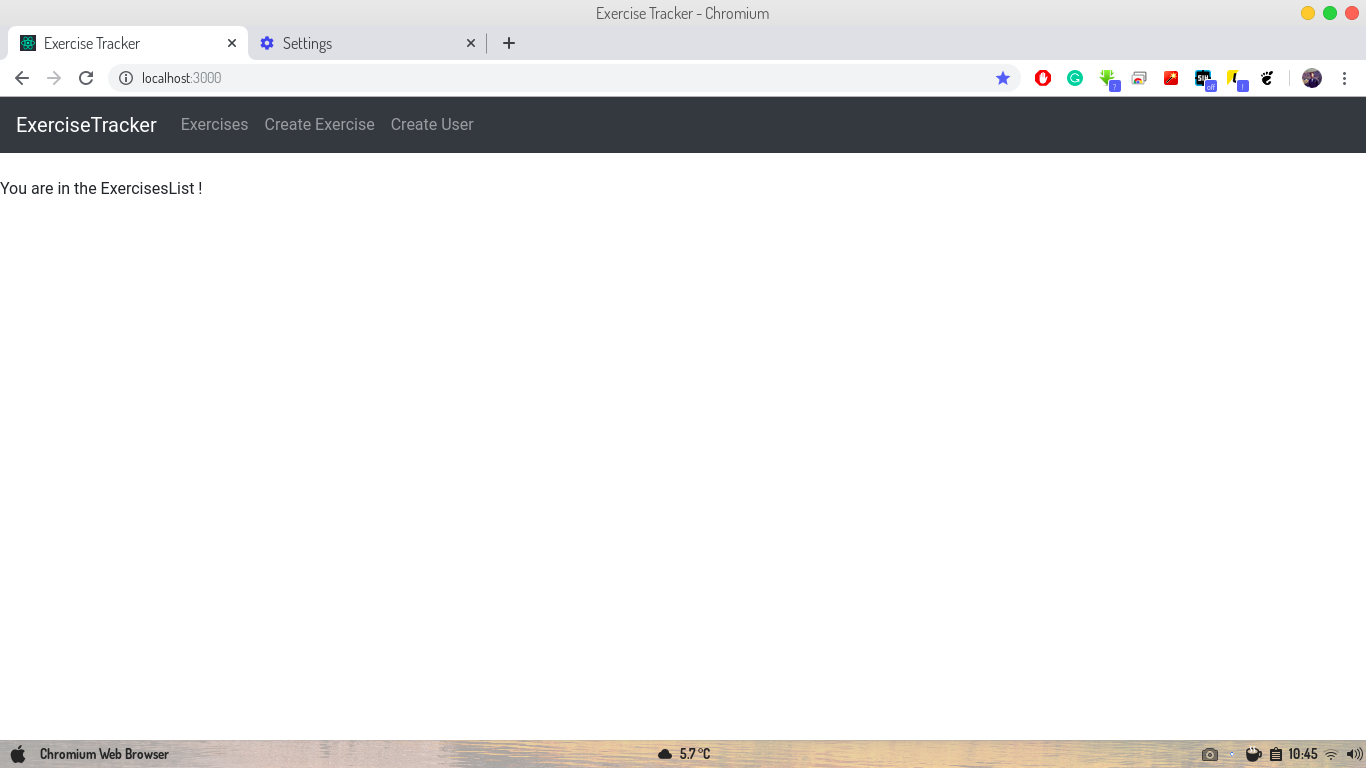 Exercise Tracker - Chromium
Exercise Tracker
Settings
localhost:3000
?
off
!
ExerciseTracker Exercises Create Exercise Create User
You are in the ExercisesList !
Chromium Web Browser
5.7 °C
10:45